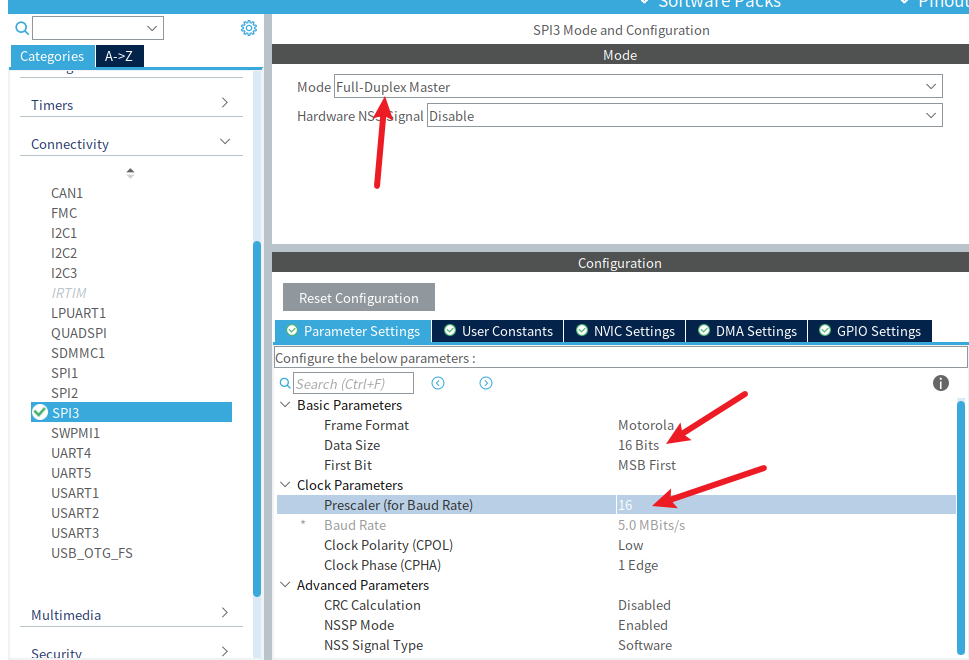 Software Packs
Pinout
SPI3 Mode and Configuration
Categories
A->Z
Mode
Mode Full-Duplex Master
Hardware NSS Signal Disable
Timers
Connectivity
CAN1
FMC
I2C1
I2C2
I2C3
IRTIM
LPUART1
QUADSPI
SDMMC1
SPI1
SPI2
SPI3
SWPMI1
UART4
UART5
USART1
USART2
USART3
USB_OTG_FS
Multimedia
Security
Configuration
Reset Configuration
Parameter Settings
User Constants
NVIC Settings
DMA Settings
GPIO Settings
Configure the below parameters :
Search (Ctrl+F)
Basic Parameters
Frame Format Motorola
Data Size 16 Bits
First Bit MSB First
Clock Parameters
Prescaler (for Baud Rate) 16
* Baud Rate 5.0 MBits/s
Clock Polarity (CPOL) Low
Clock Phase (CPHA) 1 Edge
Advanced Parameters
CRC Calculation Disabled
NSSP Mode Enabled
NSS Signal Type Software